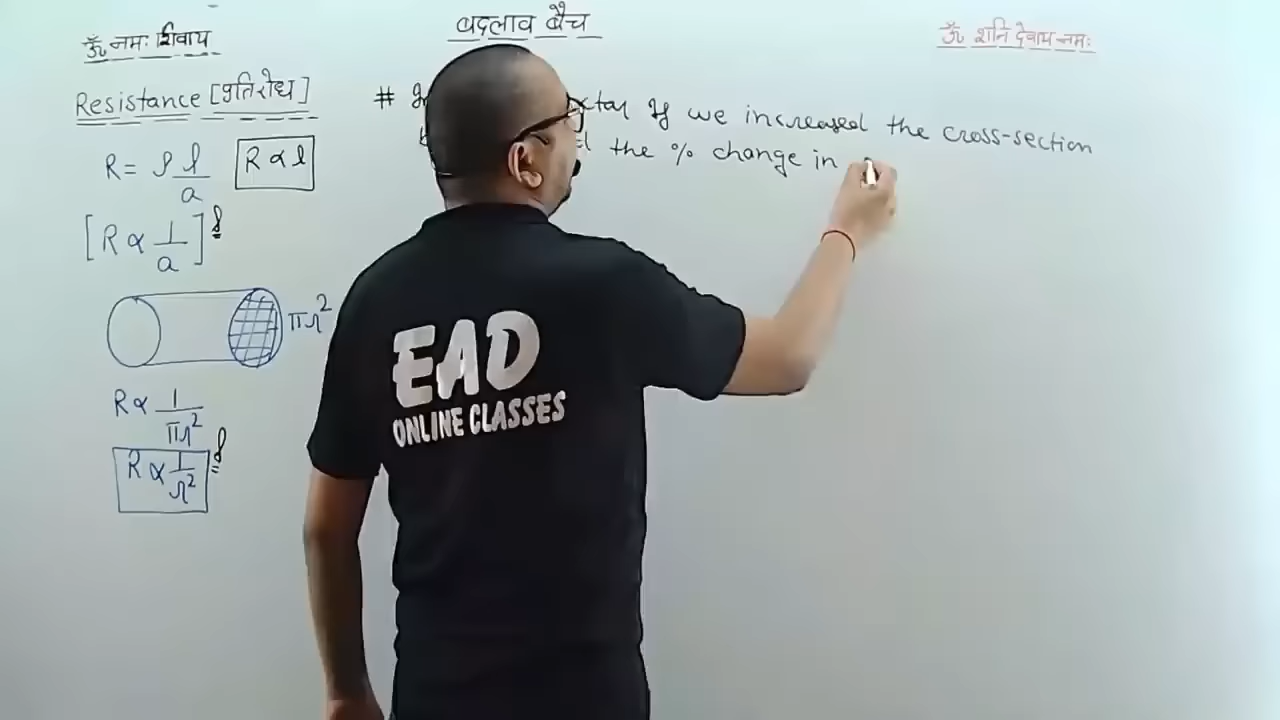 ॐ नमः शिवाय
बदलाव बैच
ॐ शनि देवाय नमः
Resistance [प्रतिरोध]
R = ρ l/a
R ∝ l
[R ∝ 1/a]
πr²
R ∝ 1/πr²
R ∝ 1/r²
# If we increased the cross-section
the % change in
EAD
ONLINE CLASSES